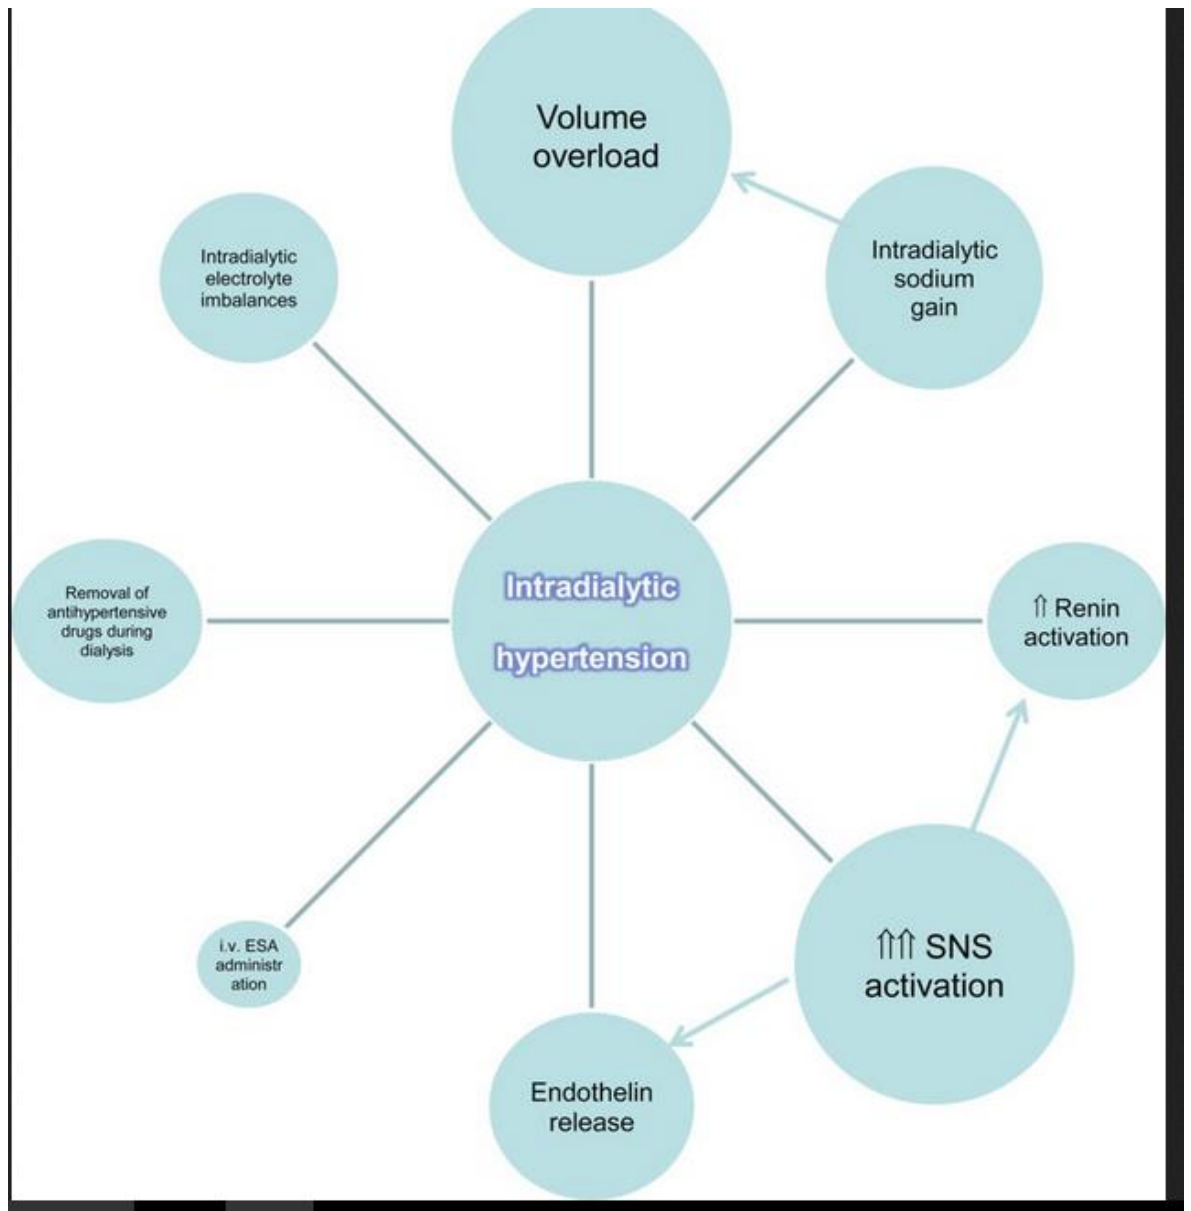 Volume
overload
Intradialytic
sodium
gain
Intradialytic
electrolyte
imbalances
Intradialytic
hypertension
⇑ Renin
activation
Removal of
antihypertensive
drugs during
dialysis
⇑⇑ SNS
activation
i.v. ESA
administr
ation
Endothelin
release